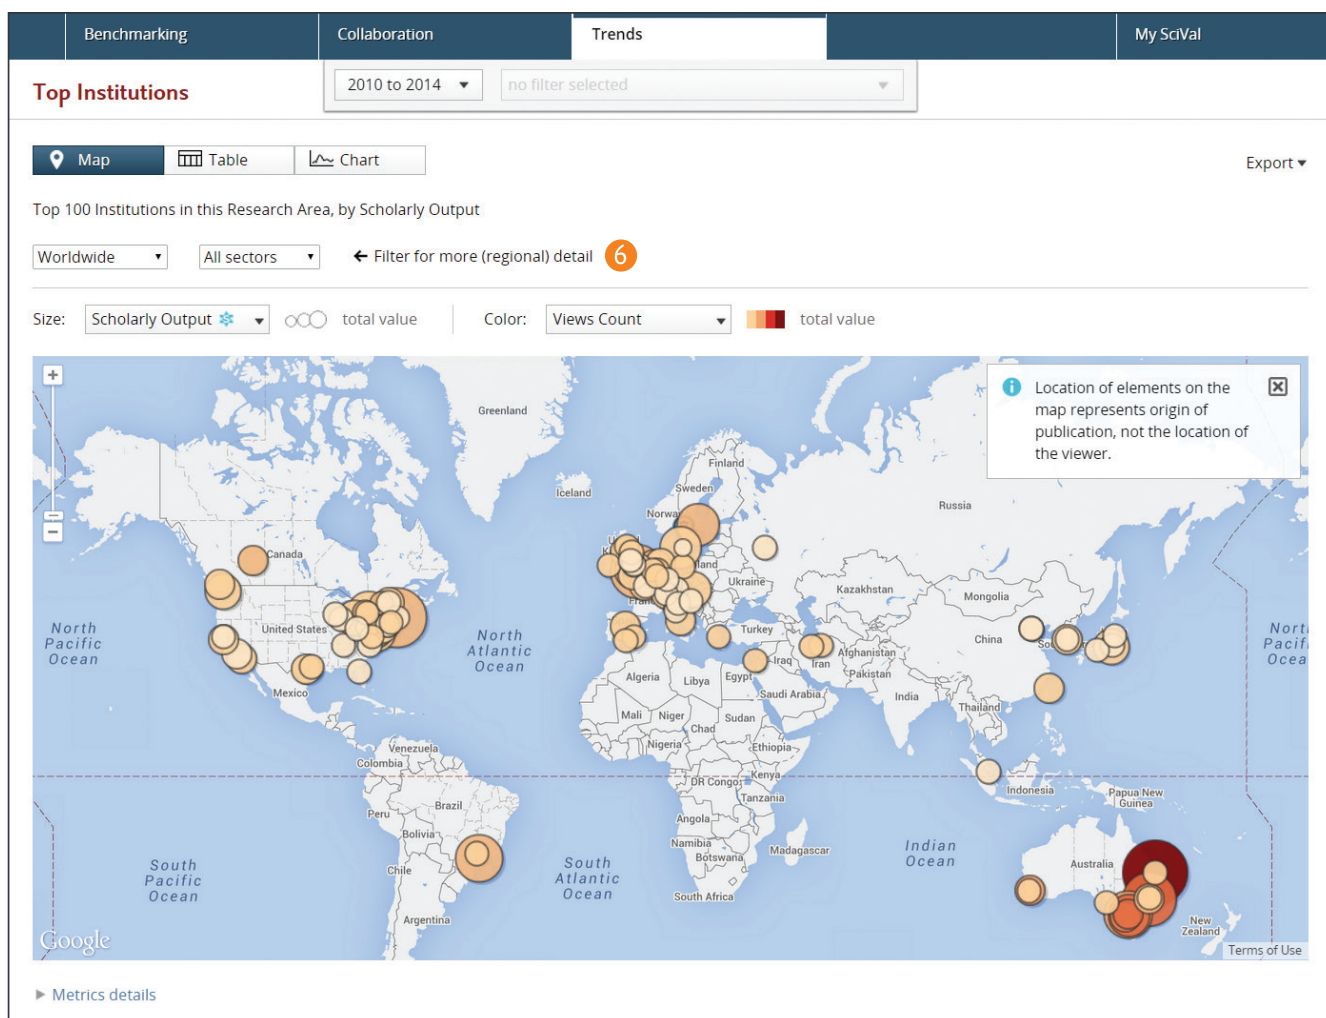 Benchmarking
Collaboration
Trends
My SciVal
Top Institutions
2010 to 2014
no filter selected
Map
Table
Chart
Export
Top 100 Institutions in this Research Area, by Scholarly Output
Worldwide
All sectors
Filter for more (regional) detail
6
Size:
Scholarly Output
total value
Color:
Views Count
total value
+
−
Location of elements on the
map represents origin of
publication, not the location of
the viewer.
Greenland
Iceland
Finland
Sweden
Norway
Russia
Canada
Ukraine
Kazakhstan
Mongolia
United States
North
Pacific
Ocean
North
Atlantic
Ocean
Turkey
China
Afghanistan
Iraq
Iran
Pakistan
Algeria
Libya
Egypt
Saudi Arabia
India
Mexico
Thailand
Mali
Niger
Chad
Sudan
Nigeria
Ethiopia
Venezuela
Colombia
DR Congo
Kenya
Tanzania
Indonesia
Papua New
Guinea
Brazil
Peru
Bolivia
Angola
Namibia
Botswana
Madagascar
Indian
Ocean
Australia
South
Pacific
Ocean
Chile
South
Atlantic
Ocean
South Africa
Argentina
New
Zealand
Google
Terms of Use
Metrics details